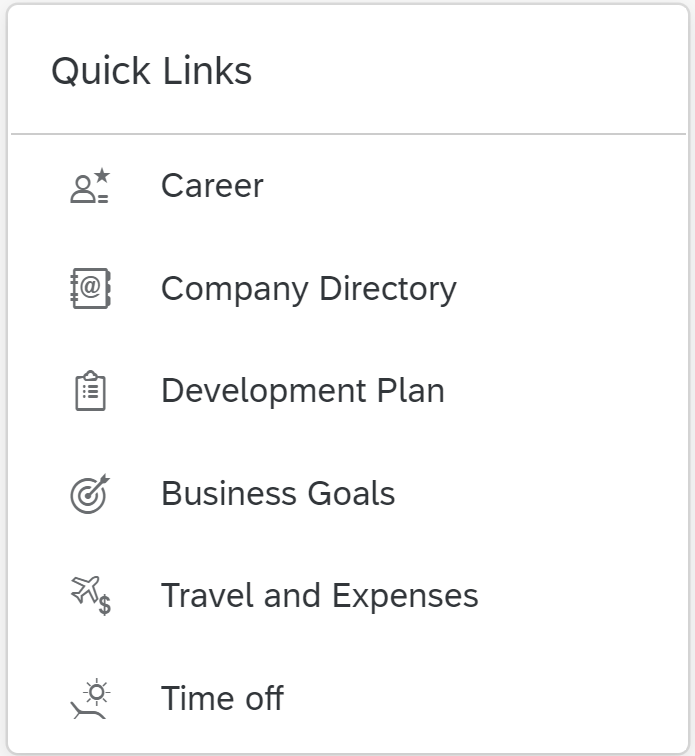 Quick Links
Career
Company Directory
Development Plan
Business Goals
Travel and Expenses
Time off